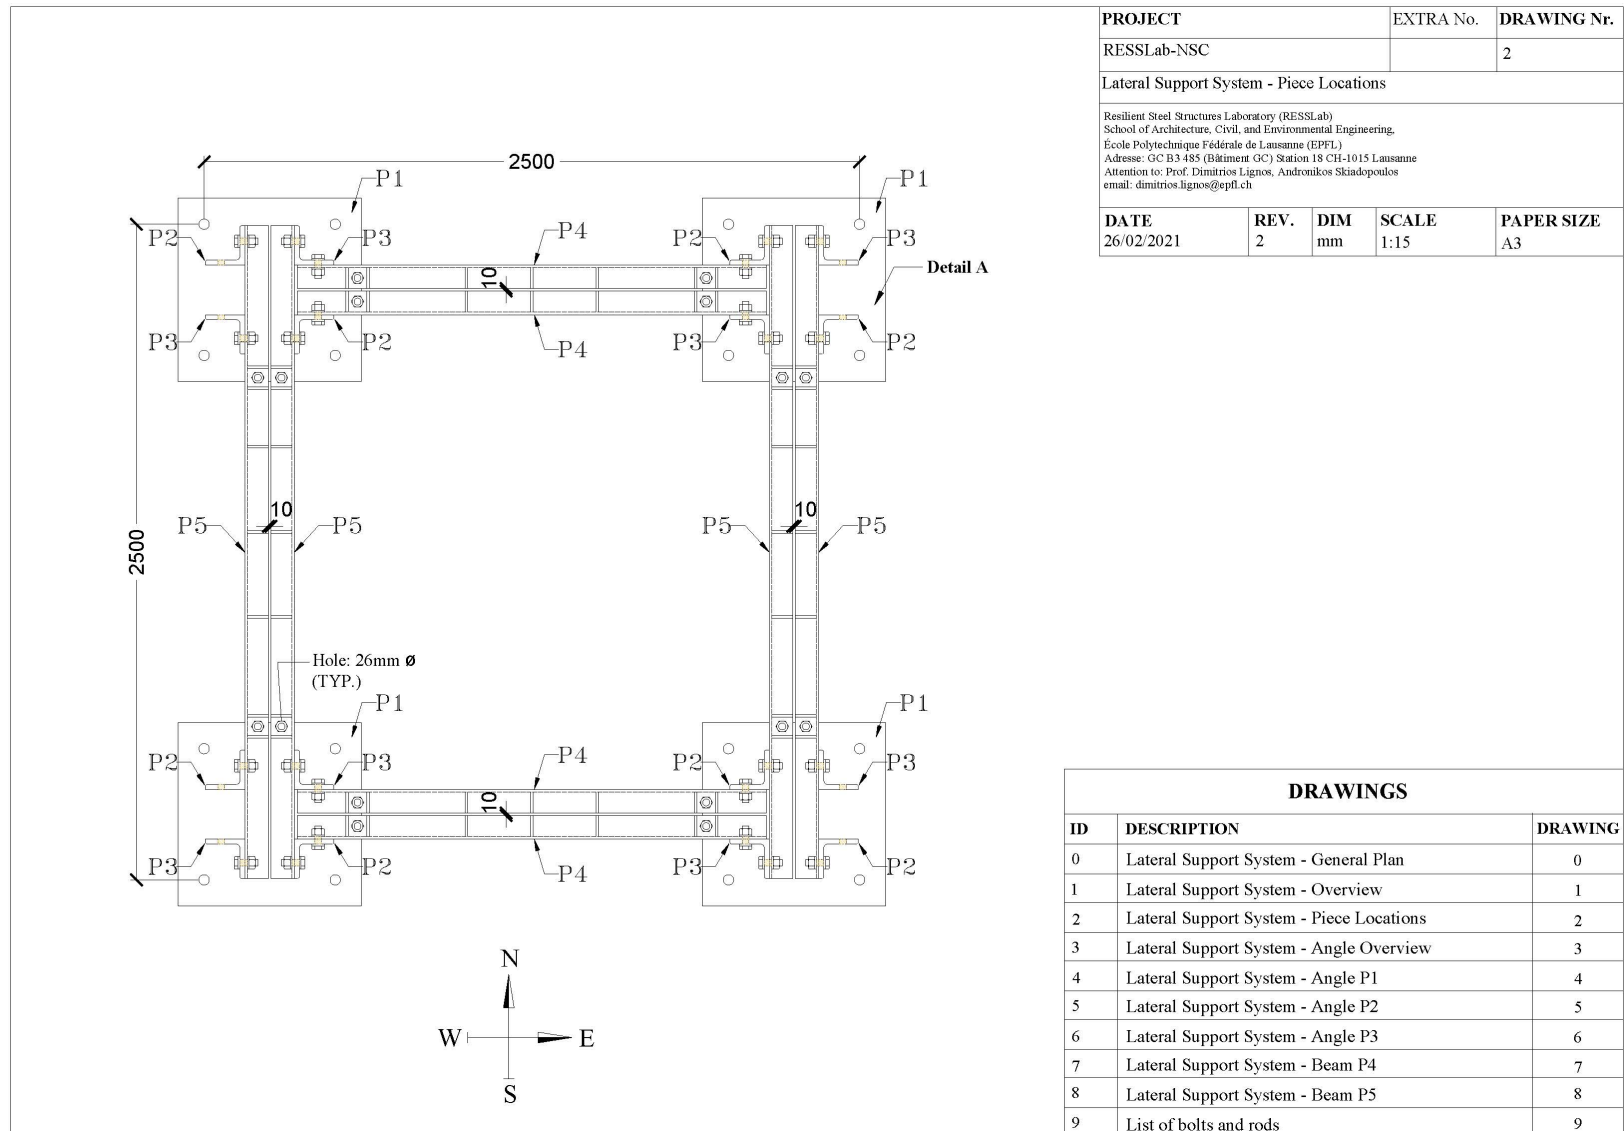 PROJECT EXTRA No. DRAWING Nr.
RESSLab-NSC 2
Lateral Support System - Piece Locations
Resilient Steel Structures Laboratory (RESSLab)
School of Architecture, Civil, and Environmental Engineering,
École Polytechnique Fédérale de Lausanne (EPFL)
Adresse: GC B3 485 (Bâtiment GC) Station 18 CH-1015 Lausanne
Attention to: Prof. Dimitrios Lignos, Andronikos Skiadopoulos
email: dimitrios.lignos@epfl.ch
DATE REV. DIM SCALE PAPER SIZE
26/02/2021 2 mm 1:15 A3
2500
P1 P1
P2 P3 P4 P2 P3
10 Detail A
P3 P2 P4 P3 P2
2500
10 10
P5 P5 P5 P5
Hole: 26mm ø
(TYP.)
P1 P1
P2 P3 P4 P2 P3
10
P3 P2 P4 P3 P2
N
W E
S
DRAWINGS
ID DESCRIPTION DRAWING
0 Lateral Support System - General Plan 0
1 Lateral Support System - Overview 1
2 Lateral Support System - Piece Locations 2
3 Lateral Support System - Angle Overview 3
4 Lateral Support System - Angle P1 4
5 Lateral Support System - Angle P2 5
6 Lateral Support System - Angle P3 6
7 Lateral Support System - Beam P4 7
8 Lateral Support System - Beam P5 8
9 List of bolts and rods 9